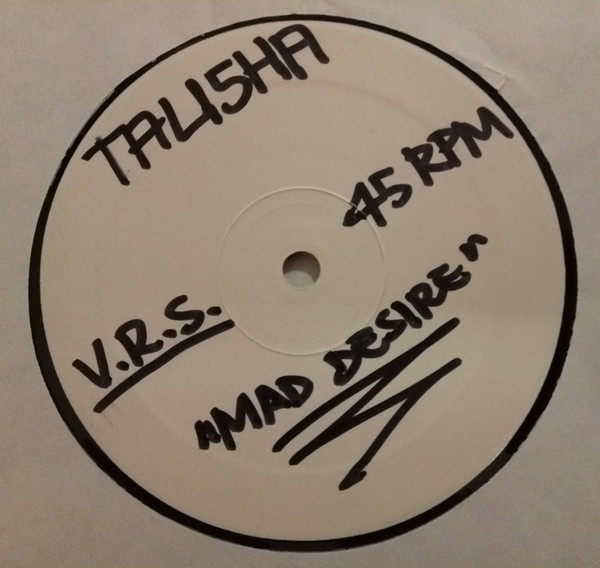 TALISHA
45 RPM
V.R.S.
"MAD DESIRE"